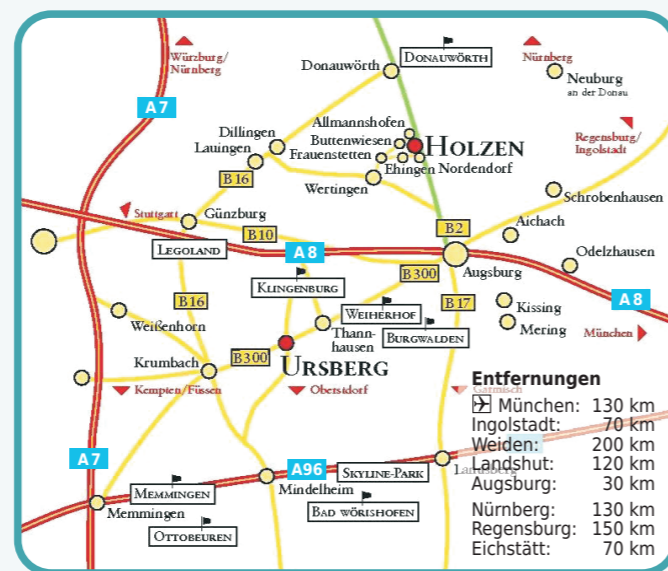 Würzburg/
Nürnberg
A7
Donauwörth
DONAUWÖRTH
Nürnberg
Neuburg
an der Donau
Allmannshofen
Buttenwiesen
Frauenstetten
HOLZEN
Ehingen Nordendorf
Regensburg/
Ingolstadt
Dillingen
Lauingen
B16
Wertingen
Schrobenhausen
Stuttgart
Günzburg
B10
B2
Aichach
LEGOLAND
A8
Augsburg
Odelzhausen
B300
KLINGENBURG
B16
B17
A8
WEIHERHOF
Kissing
Weißenhorn
Thann-
hausen
BURGWALDEN
Mering
München
URSBERG
B300
Krumbach
Kempten/Füssen
Oberstdorf
Garmisch
Entfernungen
München: 130 km
Ingolstadt: 70 km
Weiden: 200 km
Landshut: 120 km
Augsburg: 30 km
Nürnberg: 130 km
Regensburg: 150 km
Eichstätt: 70 km
A7
A96
SKYLINE-PARK
Landsberg
MEMMINGEN
Mindelheim
Memmingen
BAD WÖRISHOFEN
OTTOBEUREN